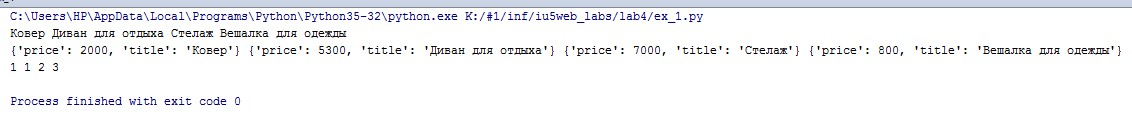 C:\Users\HP\AppData\Local\Programs\Python\Python35-32\python.exe K:/#1/inf/iu5web_labs/lab4/ex_1.py
Ковер Диван для отдыха Стелаж Вешалка для одежды
{'price': 2000, 'title': 'Ковер'} {'price': 5300, 'title': 'Диван для отдыха'} {'price': 7000, 'title': 'Стелаж'} {'price': 800, 'title': 'Вешалка для одежды'}
1 1 2 3
Process finished with exit code 0